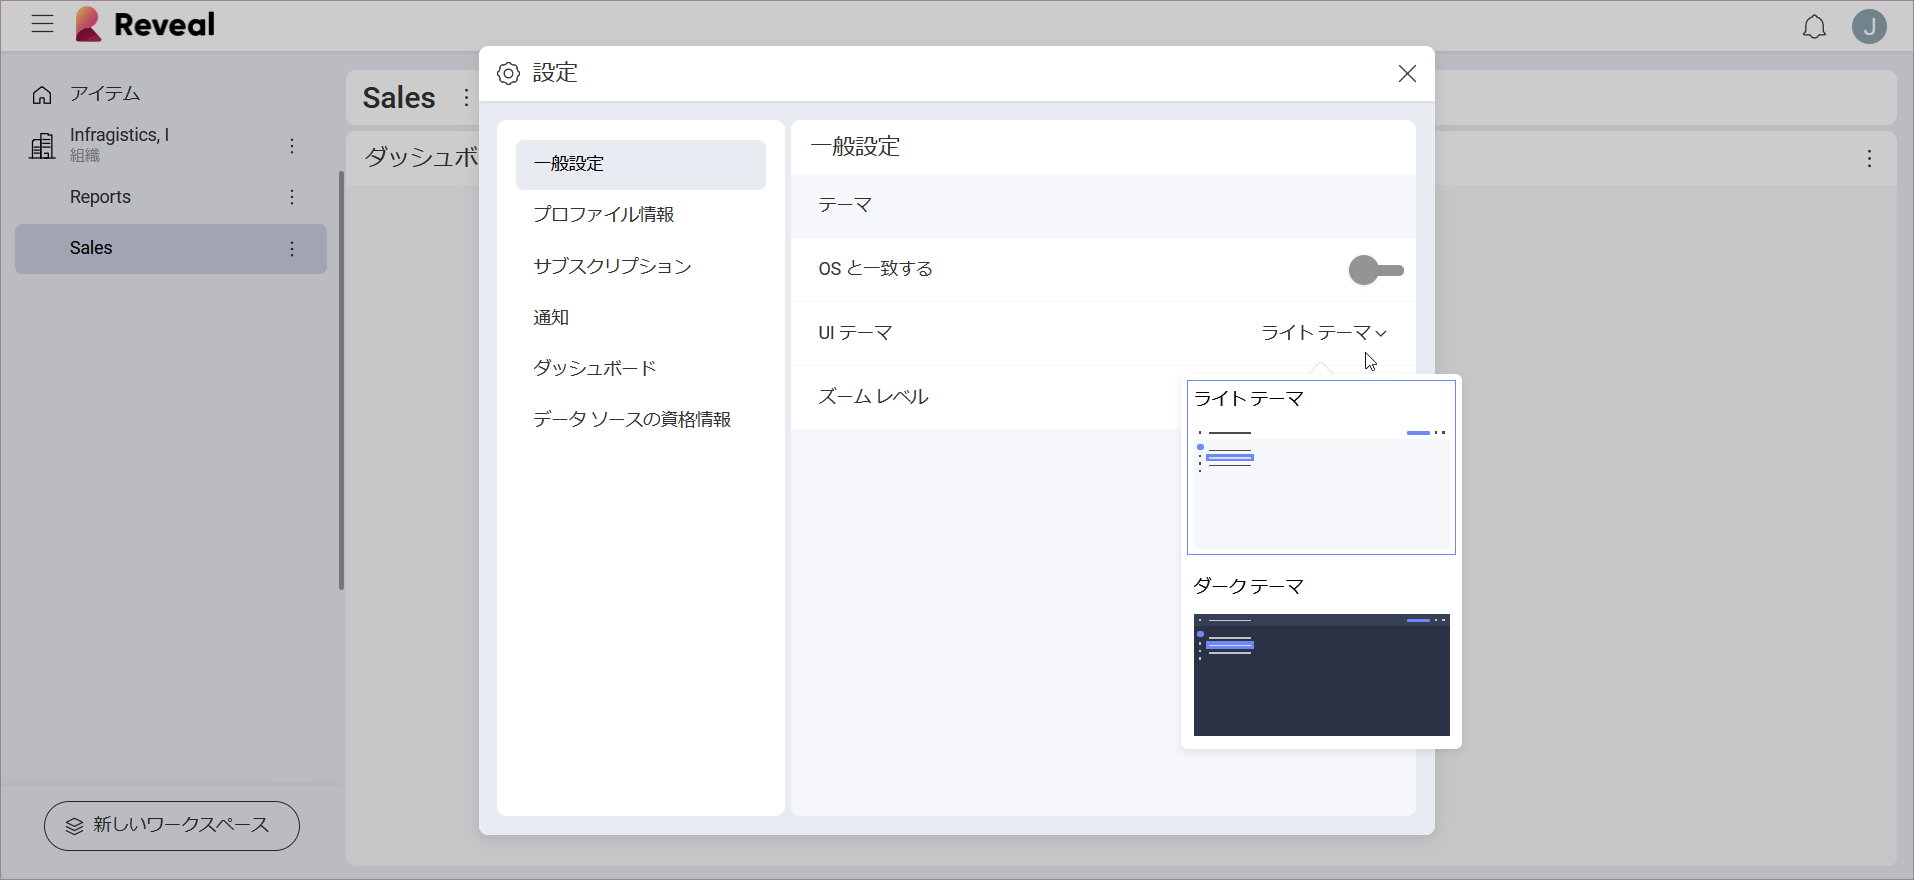 Reveal
J
アイテム
Infragistics, I
組織
Reports
Sales
新しいワークスペース
Sales
ダッシュボ
設定
一般設定
プロファイル情報
サブスクリプション
通知
ダッシュボード
データ ソースの資格情報
一般設定
テーマ
OS と一致する
UI テーマ
ライト テーマ
ズーム レベル
ライト テーマ
ダーク テーマ